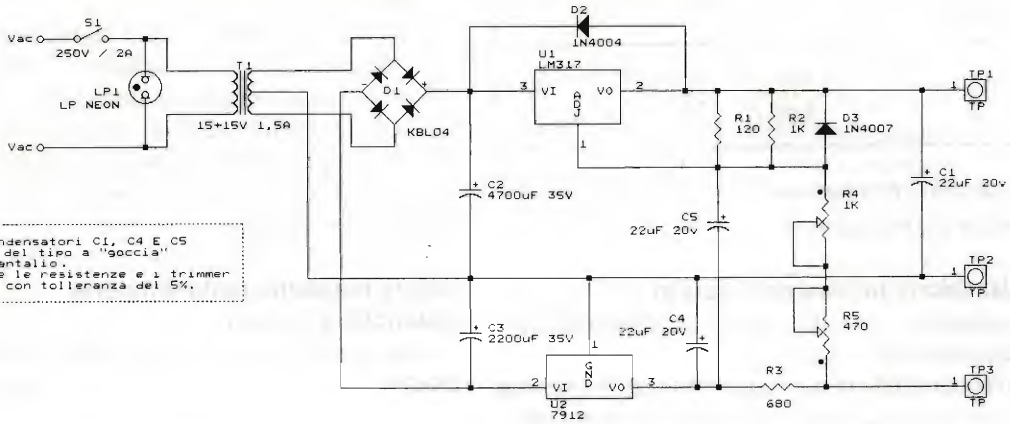 S1
Vac
250V / 2A
LP1
LP NEON
Vac
T1
15+15V 1,5A
D1
-
+
KBL04
D2
1N4004
U1
LM317
3
VI
VO
2
ADJ
1
R1
120
R2
1K
D3
1N4007
1
TP1
TP
+
C1
22uF 20v
+
C2
4700uF 35V
C5
+
22uF 20v
R4
1K
1
TP2
TP
ndensatori C1, C4 E C5
del tipo a "goccia"
antalio.
e le resistenze e i trimmer
con tolleranza del 5%.
+
C3
2200uF 35V
C4
+
22uF 20V
R5
470
1
GND
2
VI
VO
3
U2
7912
R3
680
1
TP3
TP